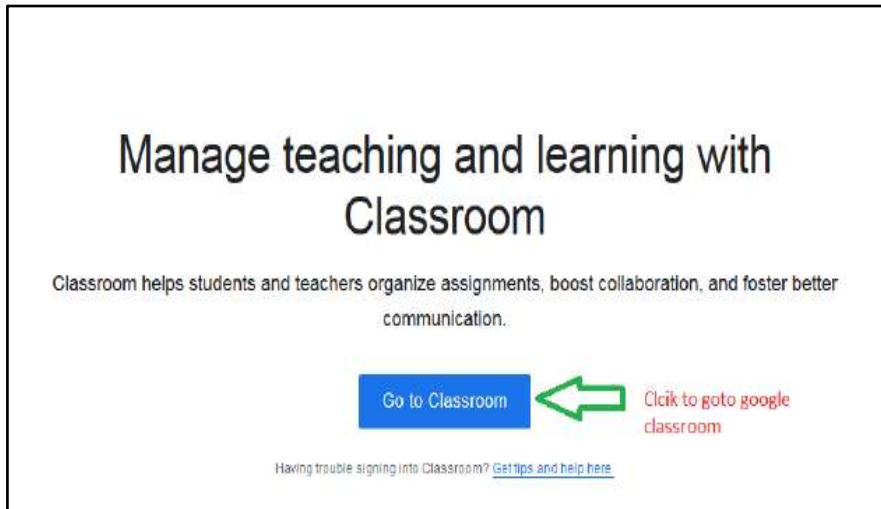 Manage teaching and learning with
Classroom
Classroom helps students and teachers organize assignments, boost collaboration, and foster better
communication.
Go to Classroom
Clcik to goto google
classroom
Having trouble signing into Classroom? Get tips and help here